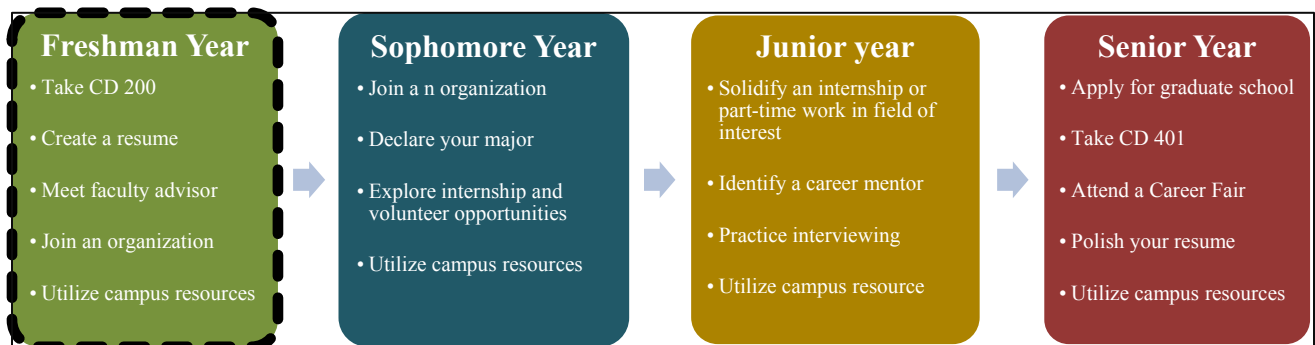 Freshman Year
• Take CD 200
• Create a resume
• Meet faculty advisor
• Join an organization
• Utilize campus resources
Sophomore Year
• Join a n organization
• Declare your major
• Explore internship and
volunteer opportunities
• Utilize campus resources
Junior year
• Solidify an internship or
part-time work in field of
interest
• Identify a career mentor
• Practice interviewing
• Utilize campus resource
Senior Year
• Apply for graduate school
• Take CD 401
• Attend a Career Fair
• Polish your resume
• Utilize campus resources